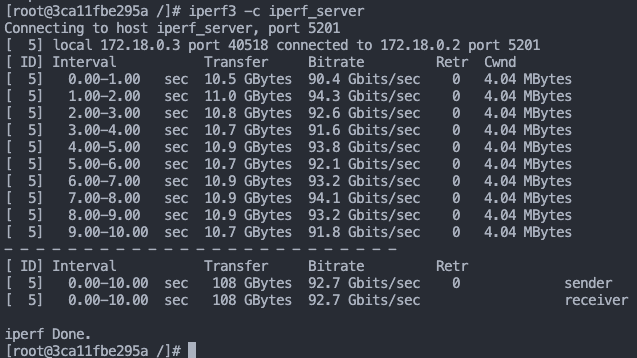 [root@3ca11fbe295a /]# iperf3 -c iperf_server
Connecting to host iperf_server, port 5201
[  5] local 172.18.0.3 port 40518 connected to 172.18.0.2 port 5201
[ ID] Interval           Transfer     Bitrate         Retr  Cwnd
[  5]   0.00-1.00   sec  10.5 GBytes  90.4 Gbits/sec    0   4.04 MBytes
[  5]   1.00-2.00   sec  11.0 GBytes  94.3 Gbits/sec    0   4.04 MBytes
[  5]   2.00-3.00   sec  10.8 GBytes  92.6 Gbits/sec    0   4.04 MBytes
[  5]   3.00-4.00   sec  10.7 GBytes  91.6 Gbits/sec    0   4.04 MBytes
[  5]   4.00-5.00   sec  10.9 GBytes  93.8 Gbits/sec    0   4.04 MBytes
[  5]   5.00-6.00   sec  10.7 GBytes  92.1 Gbits/sec    0   4.04 MBytes
[  5]   6.00-7.00   sec  10.9 GBytes  93.2 Gbits/sec    0   4.04 MBytes
[  5]   7.00-8.00   sec  10.9 GBytes  94.1 Gbits/sec    0   4.04 MBytes
[  5]   8.00-9.00   sec  10.9 GBytes  93.2 Gbits/sec    0   4.04 MBytes
[  5]   9.00-10.00  sec  10.7 GBytes  91.8 Gbits/sec    0   4.04 MBytes
- - - - - - - - - - - - - - - - - - - - - - - - -
[ ID] Interval           Transfer     Bitrate         Retr
[  5]   0.00-10.00  sec   108 GBytes  92.7 Gbits/sec    0             sender
[  5]   0.00-10.00  sec   108 GBytes  92.7 Gbits/sec                  receiver

iperf Done.
[root@3ca11fbe295a /]#